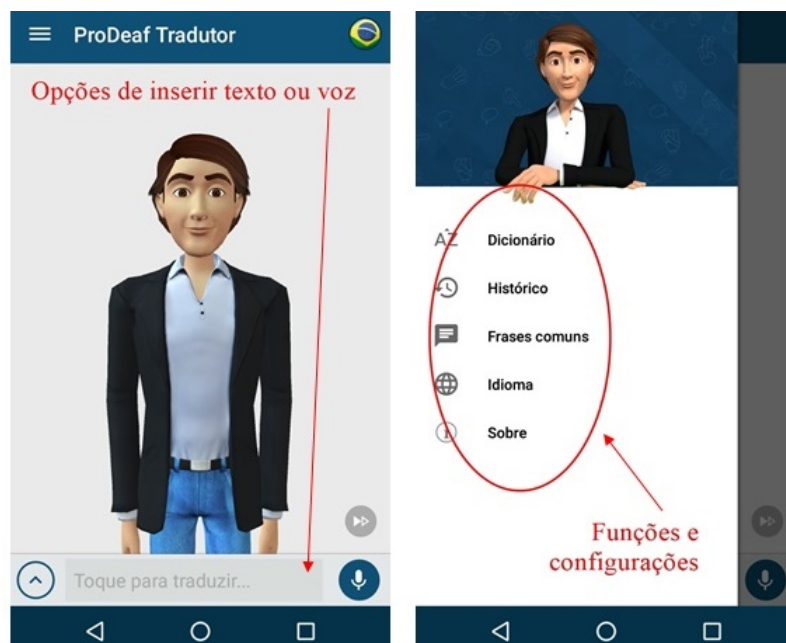 ProDeaf Tradutor
Opções de inserir texto ou voz
Toque para traduzir...
AZ
Dicionário
Histórico
Frases comuns
Idioma
Sobre
Funções e
configurações